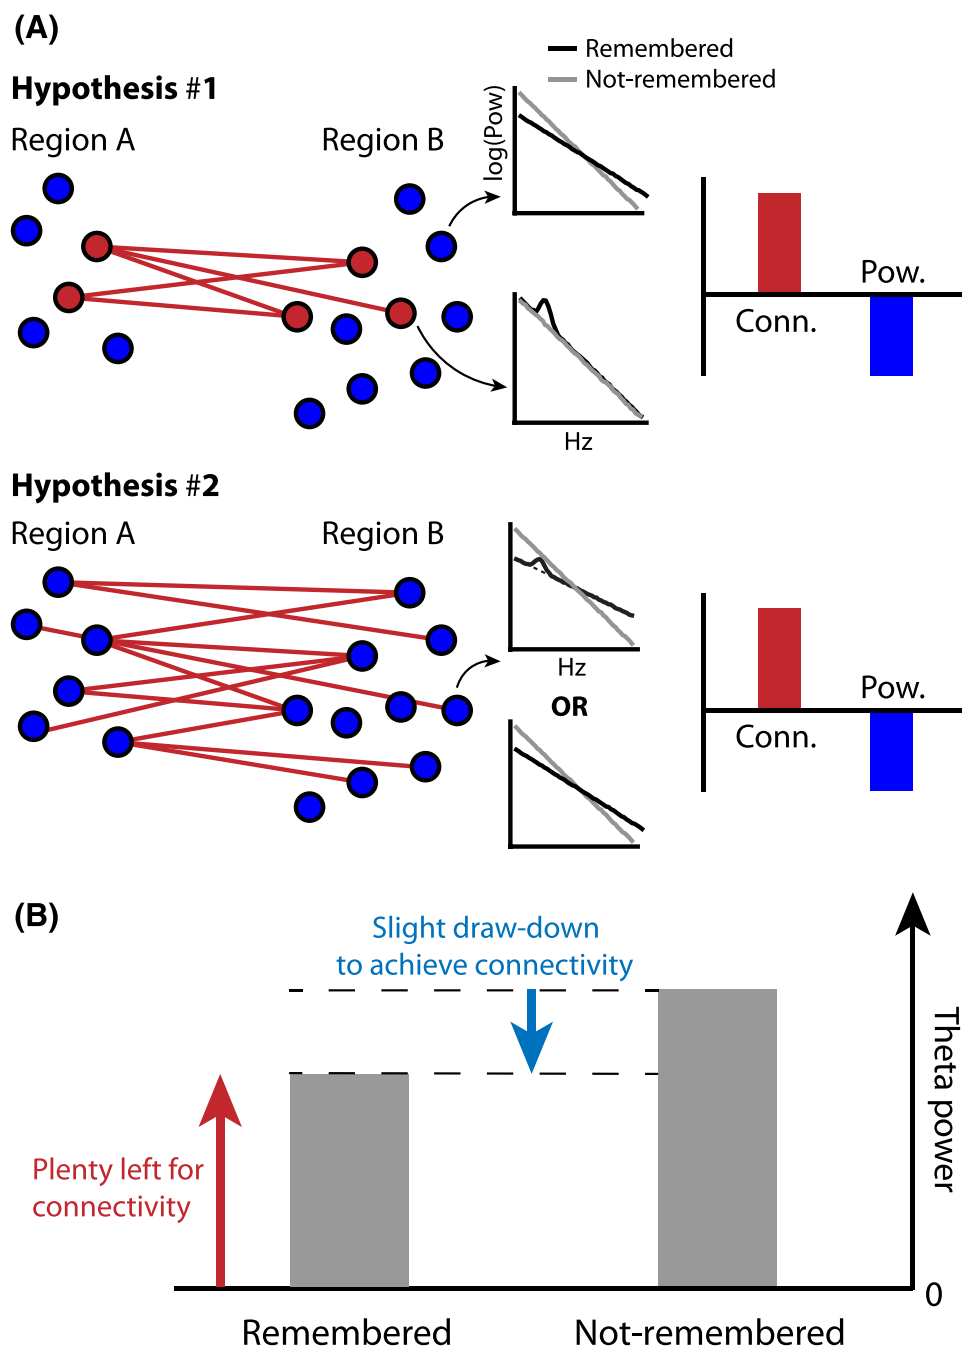 (A)
Remembered
Not-remembered
Hypothesis #1
Region A
Region B
log(Pow)
Pow.
Conn.
Hz
Hypothesis #2
Region A
Region B
Hz
OR
Pow.
Conn.
(B)
Slight draw-down
to achieve connectivity
Theta power
Plenty left for
connectivity
0
Remembered
Not-remembered